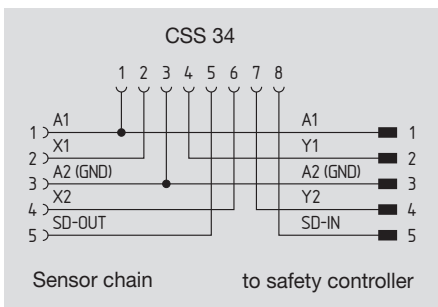 CSS 34
1 2 3 4 5 6 7 8
A1 A1
1 1
X1 Y1
2 2
A2 (GND) A2 (GND)
3 3
X2 Y2
4 4
SD-OUT SD-IN
5 5
Sensor chain to safety controller